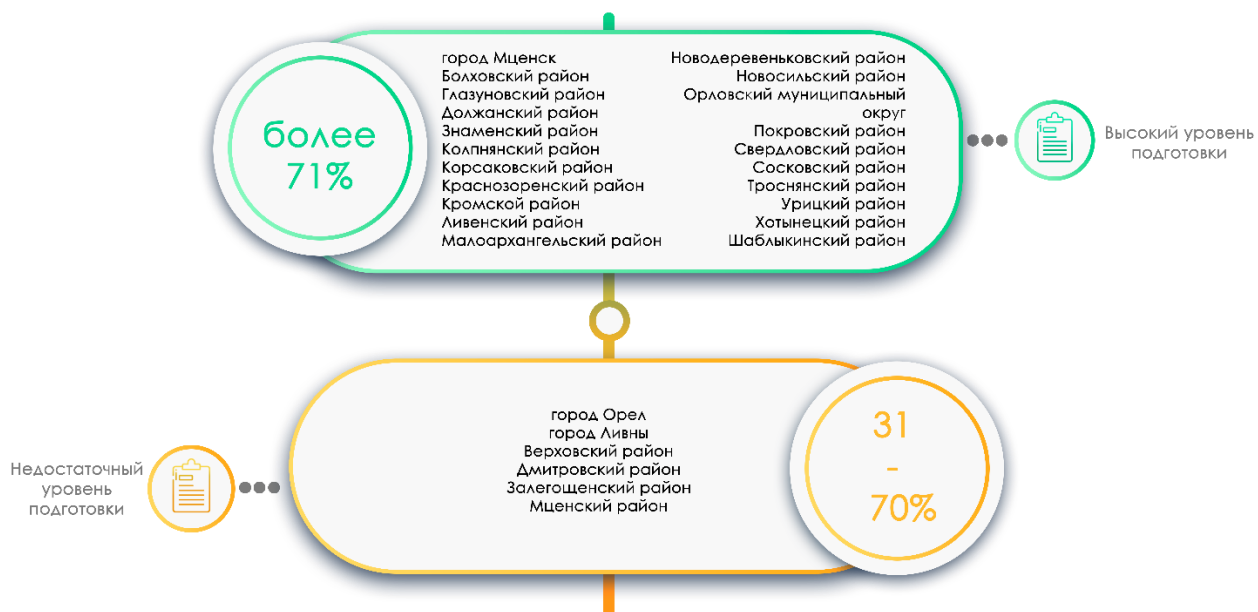 более
71%
город Мценск
Болховский район
Глазуновский район
Должанский район
Знаменский район
Колпнянский район
Корсаковский район
Краснозоренский район
Кромской район
Ливенский район
Малоархангельский район
Новодеревеньковский район
Новосильский район
Орловский муниципальный
округ
Покровский район
Свердловский район
Сосковский район
Троснянский район
Урицкий район
Хотынецкий район
Шаблыкинский район
Высокий уровень
подготовки
Недостаточный
уровень
подготовки
город Орел
город Ливны
Верховский район
Дмитровский район
Залегощенский район
Мценский район
31
-
70%